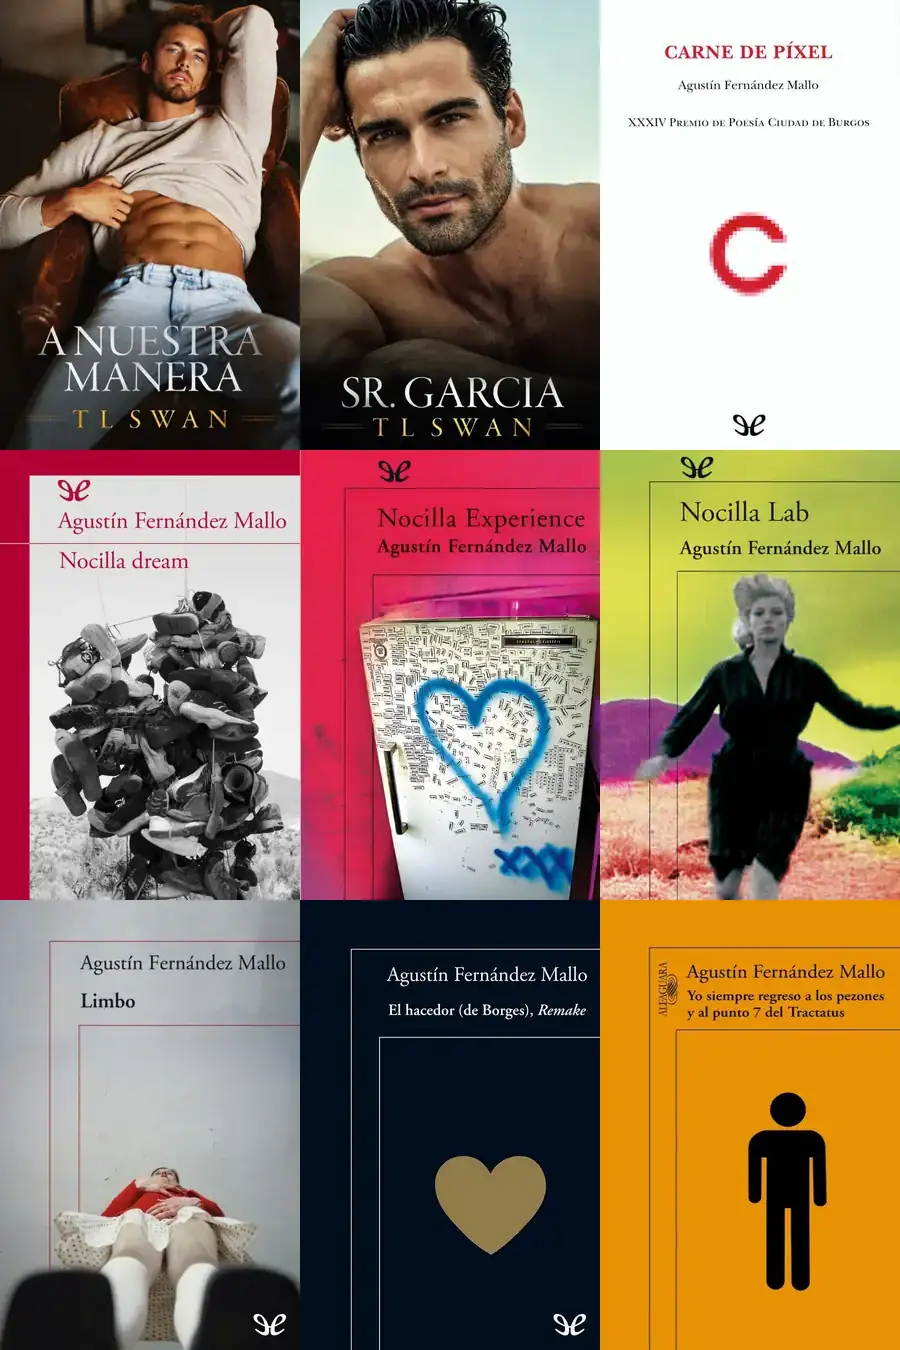 A NUESTRA
MANERA
T L SWAN
SR. GARCIA
T L SWAN
CARNE DE PÍXEL
Agustín Fernández Mallo
XXXIV PREMIO DE POESÍA CIUDAD DE BURGOS
C
Agustín Fernández Mallo
Nocilla dream
Nocilla Experience
Agustín Fernández Mallo
XXX
Nocilla Lab
Agustín Fernández Mallo
Agustín Fernández Mallo
Limbo
El hacedor (de Borges), Remake
Agustín Fernández Mallo
ALFAGUARA
Agustín Fernández Mallo
Yo siempre regreso a los pezones
y al punto 7 del Tractatus